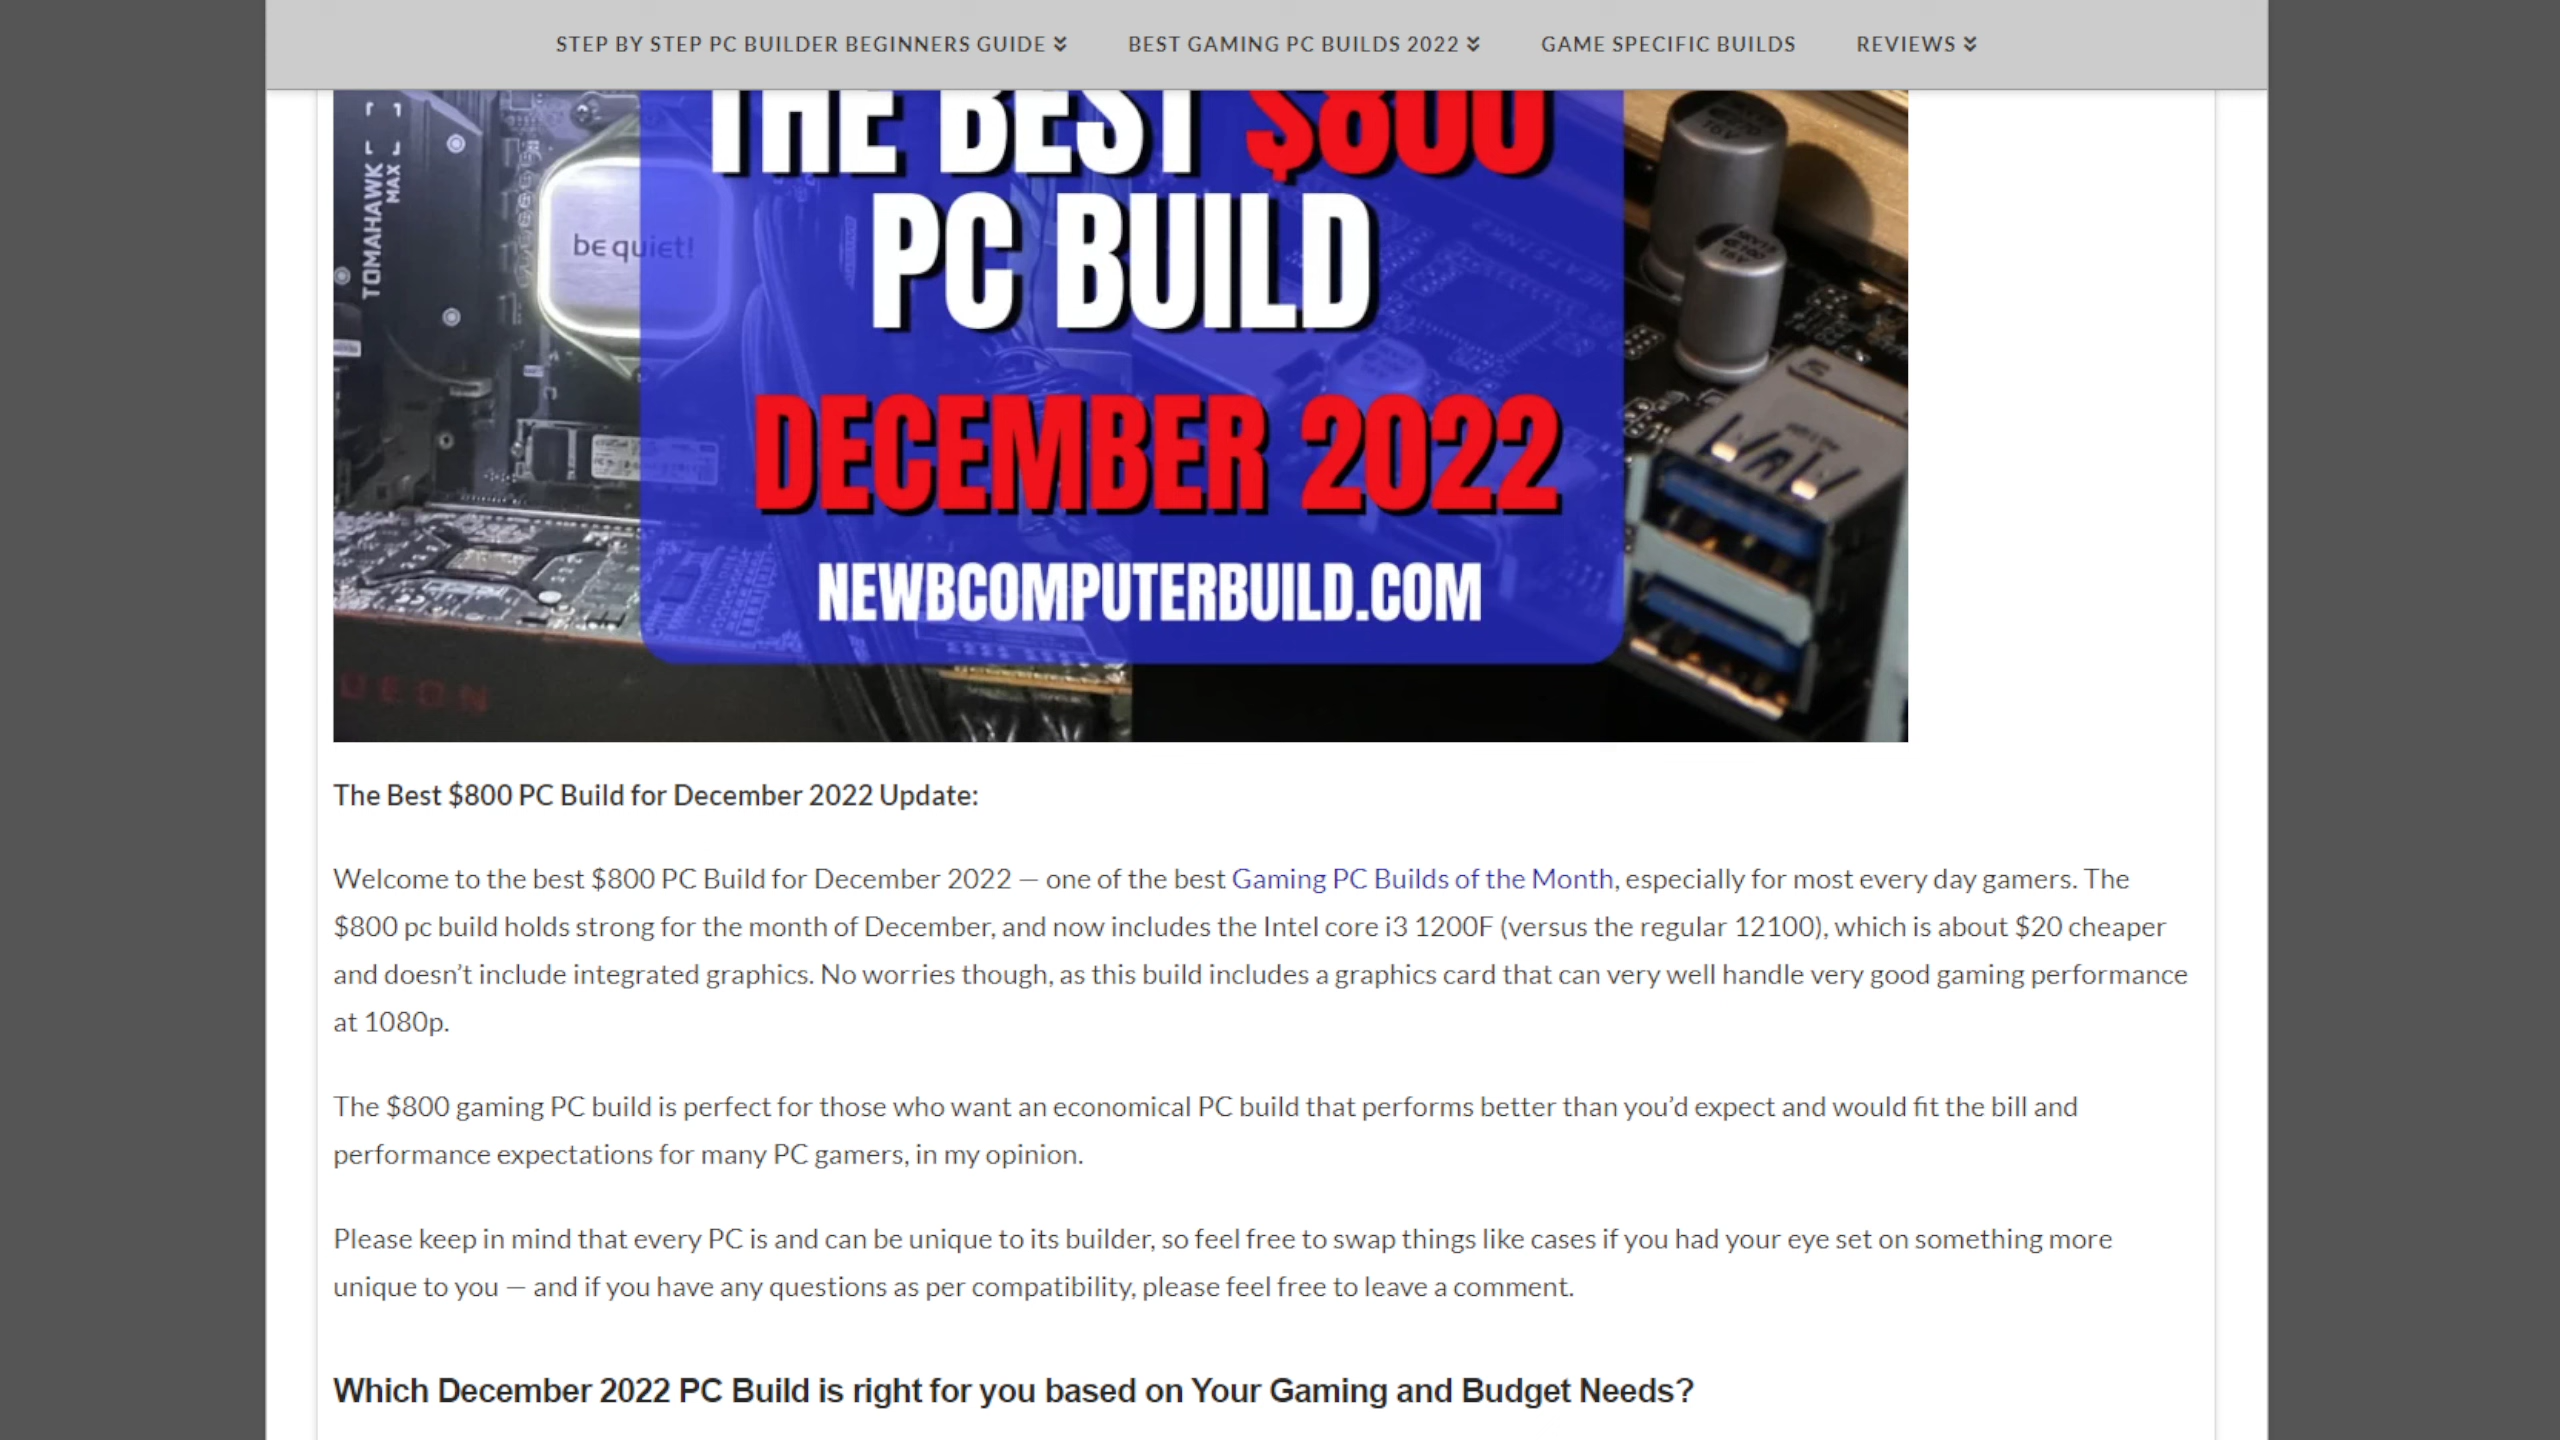 STEP BY STEP PC BUILDER BEGINNERS GUIDE
BEST GAMING PC BUILDS 2022
GAME SPECIFIC BUILDS
REVIEWS
THE BEST $800
PC BUILD
DECEMBER 2022
NEWBCOMPUTERBUILD.COM
TOMAHAWK
MAX
be quiet!
16V
16V
The Best $800 PC Build for December 2022 Update:
Welcome to the best $800 PC Build for December 2022 — one of the best Gaming PC Builds of the Month, especially for most every day gamers. The
$800 pc build holds strong for the month of December, and now includes the Intel core i3 1200F (versus the regular 12100), which is about $20 cheaper
and doesn’t include integrated graphics. No worries though, as this build includes a graphics card that can very well handle very good gaming performance
at 1080p.
The $800 gaming PC build is perfect for those who want an economical PC build that performs better than you’d expect and would fit the bill and
performance expectations for many PC gamers, in my opinion.
Please keep in mind that every PC is and can be unique to its builder, so feel free to swap things like cases if you had your eye set on something more
unique to you — and if you have any questions as per compatibility, please feel free to leave a comment.
Which December 2022 PC Build is right for you based on Your Gaming and Budget Needs?